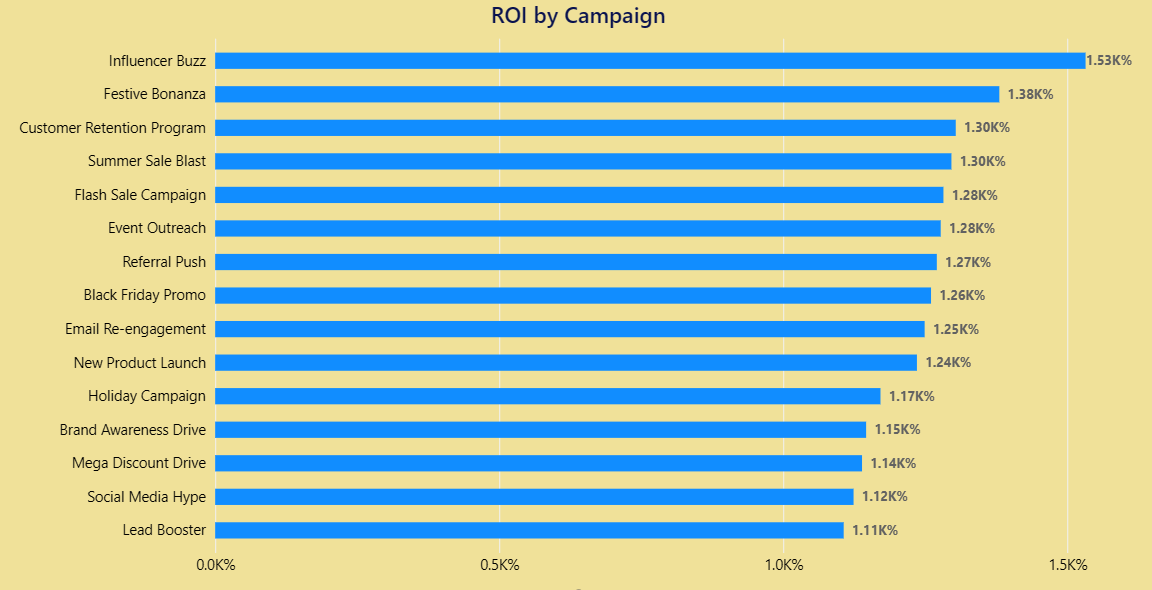 ROI by Campaign
Influencer Buzz 1.53K%
Festive Bonanza 1.38K%
Customer Retention Program 1.30K%
Summer Sale Blast 1.30K%
Flash Sale Campaign 1.28K%
Event Outreach 1.28K%
Referral Push 1.27K%
Black Friday Promo 1.26K%
Email Re-engagement 1.25K%
New Product Launch 1.24K%
Holiday Campaign 1.17K%
Brand Awareness Drive 1.15K%
Mega Discount Drive 1.14K%
Social Media Hype 1.12K%
Lead Booster 1.11K%
0.0K% 0.5K% 1.0K% 1.5K%